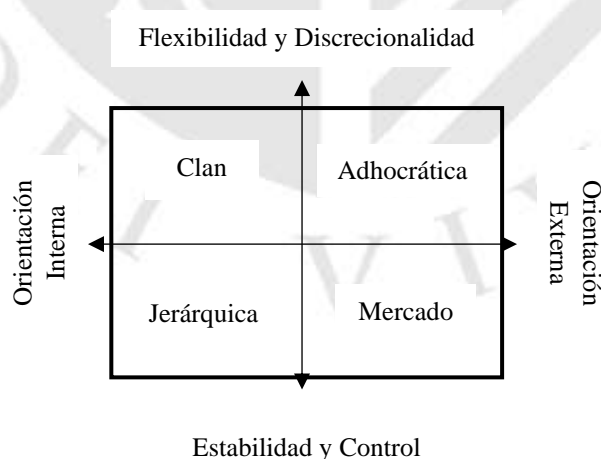 Flexibilidad y Discrecionalidad
Clan
Adhocrática
Orientación
Interna
Orientación
Externa
Jerárquica
Mercado
Estabilidad y Control